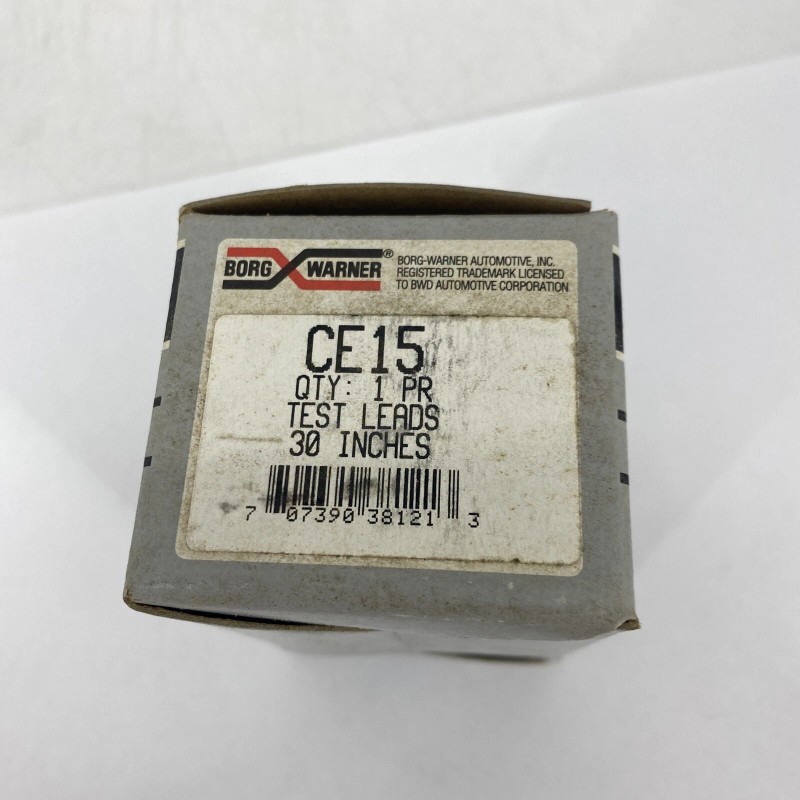 BORG WARNER®
BORG-WARNER AUTOMOTIVE, INC.
REGISTERED TRADEMARK LICENSED
TO BWD AUTOMOTIVE CORPORATION
CE15
QTY: 1 PR
TEST LEADS
30 INCHES
7 07390 38121 3